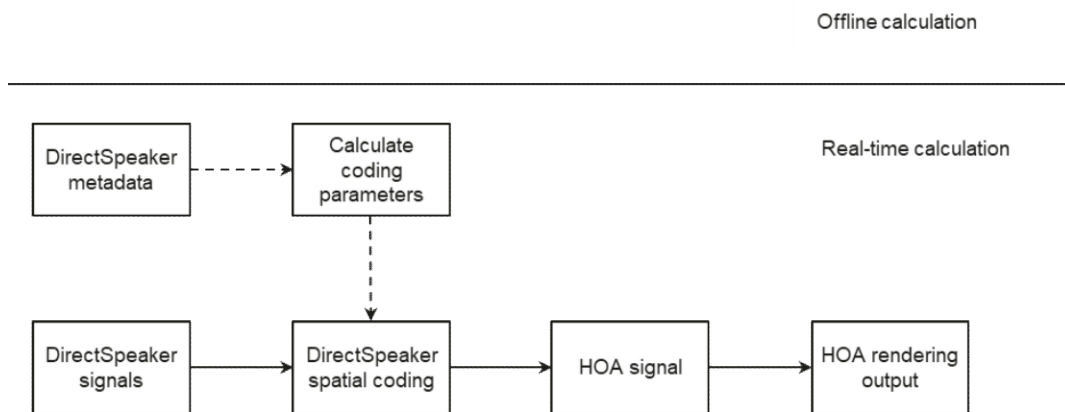 Offline calculation
DirectSpeaker
metadata
Calculate
coding
parameters
Real-time calculation
DirectSpeaker
signals
DirectSpeaker
spatial coding
HOA signal
HOA rendering
output